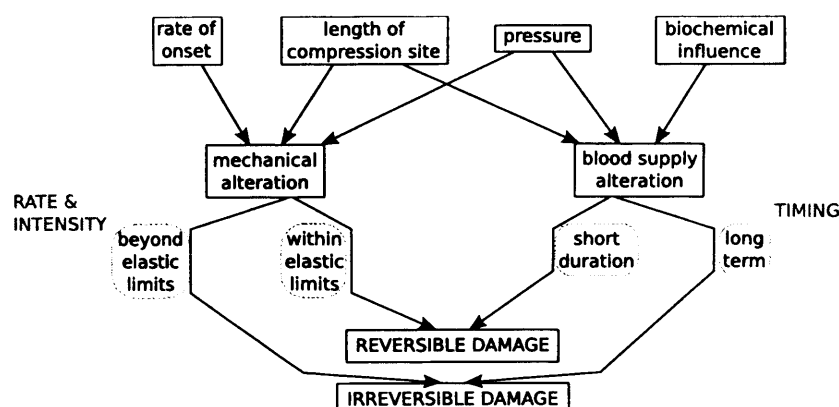 rate of
onset
length of
compression site
pressure
biochemical
influence
mechanical
alteration
blood supply
alteration
RATE &
INTENSITY
TIMING
beyond
elastic
limits
within
elastic
limits
short
duration
long
term
REVERSIBLE DAMAGE
IRREVERSIBLE DAMAGE